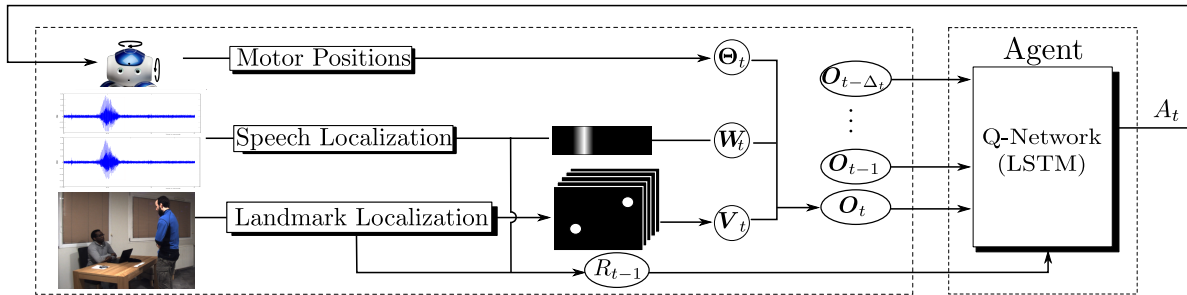 Motor Positions
Θ_t
Speech Localization
W_t
Landmark Localization
V_t
R_{t-1}
O_{t-Δ_t}
⋮
O_{t-1}
O_t
Agent
Q-Network
(LSTM)
A_t